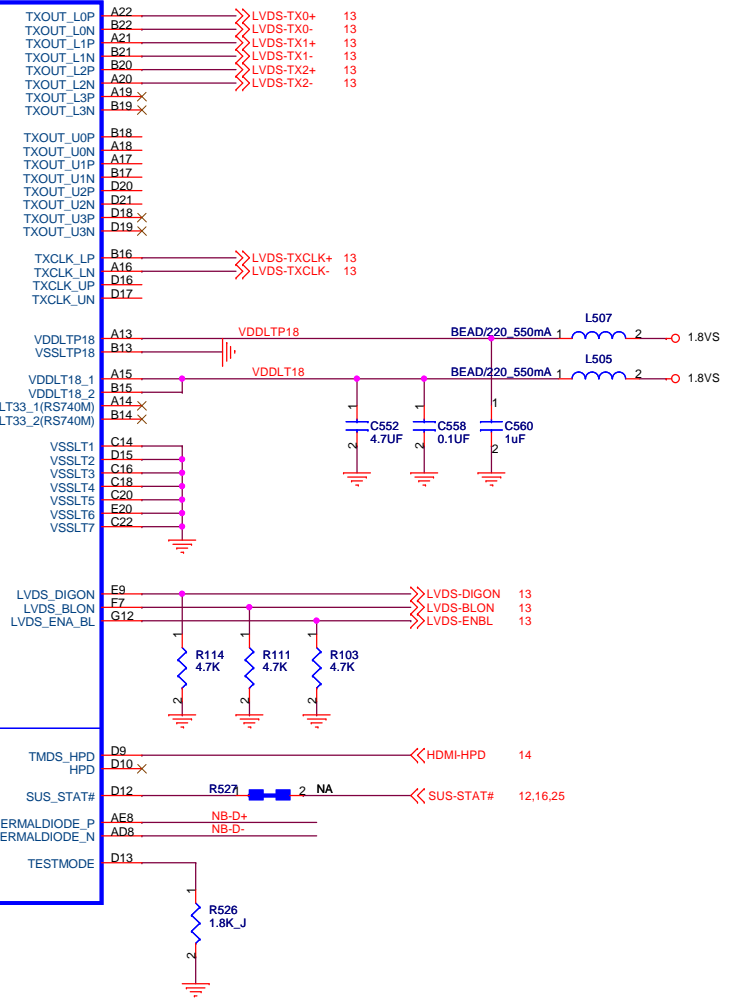 TXOUT_L0P A22 LVDS-TX0+ 13
TXOUT_L0N B22 LVDS-TX0- 13
TXOUT_L1P A21 LVDS-TX1+ 13
TXOUT_L1N B21 LVDS-TX1- 13
TXOUT_L2P B20 LVDS-TX2+ 13
TXOUT_L2N A20 LVDS-TX2- 13
TXOUT_L3P A19
TXOUT_L3N B19
TXOUT_U0P B18
TXOUT_U0N A18
TXOUT_U1P A17
TXOUT_U1N B17
TXOUT_U2P D20
TXOUT_U2N D21
TXOUT_U3P D18
TXOUT_U3N D19
TXCLK_LP B16 LVDS-TXCLK+ 13
TXCLK_LN A16 LVDS-TXCLK- 13
TXCLK_UP D16
TXCLK_UN D17
L507
VDDLTP18 A13 VDDLTP18 BEAD/220_550mA 1 2 1.8VS
VSSLTP18 B13
L505
VDDLT18_1 A15 VDDLT18 BEAD/220_550mA 1 2 1.8VS
VDDLT18_2 B15
LT33_1(RS740M) A14
LT33_2(RS740M) B14
1 1 1
C552 C558 C560
4.7UF 0.1UF 1uF
2 2 2
VSSLT1 C14
VSSLT2 D15
VSSLT3 C16
VSSLT4 C18
VSSLT5 C20
VSSLT6 E20
VSSLT7 C22
LVDS_DIGON E9 LVDS-DIGON 13
LVDS_BLON F7 LVDS-BLON 13
LVDS_ENA_BL G12 LVDS-ENBL 13
1 1 1
R114 R111 R103
4.7K 4.7K 4.7K
2 2 2
TMDS_HPD D9 HDMI-HPD 14
HPD D10
SUS_STAT# D12 R527 1 2 NA SUS-STAT# 12,16,25
ERMALDIODE_P AE8 NB-D+
ERMALDIODE_N AD8 NB-D-
TESTMODE D13
1
R526
1.8K_J
2